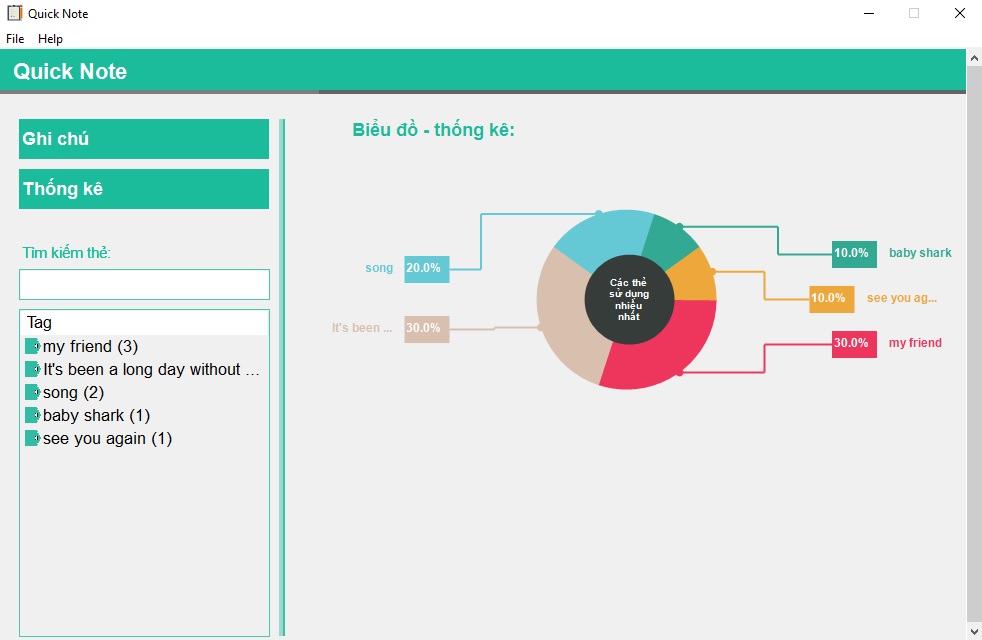 Quick Note
File Help
Quick Note
Ghi chú
Thống kê
Tìm kiếm thẻ:
Tag
my friend (3)
It's been a long day without ...
song (2)
baby shark (1)
see you again (1)
Biểu đồ - thống kê:
song 20.0%
It's been ... 30.0%
Các thẻ
sử dụng
nhiều
nhất
10.0% baby shark
10.0% see you ag...
30.0% my friend